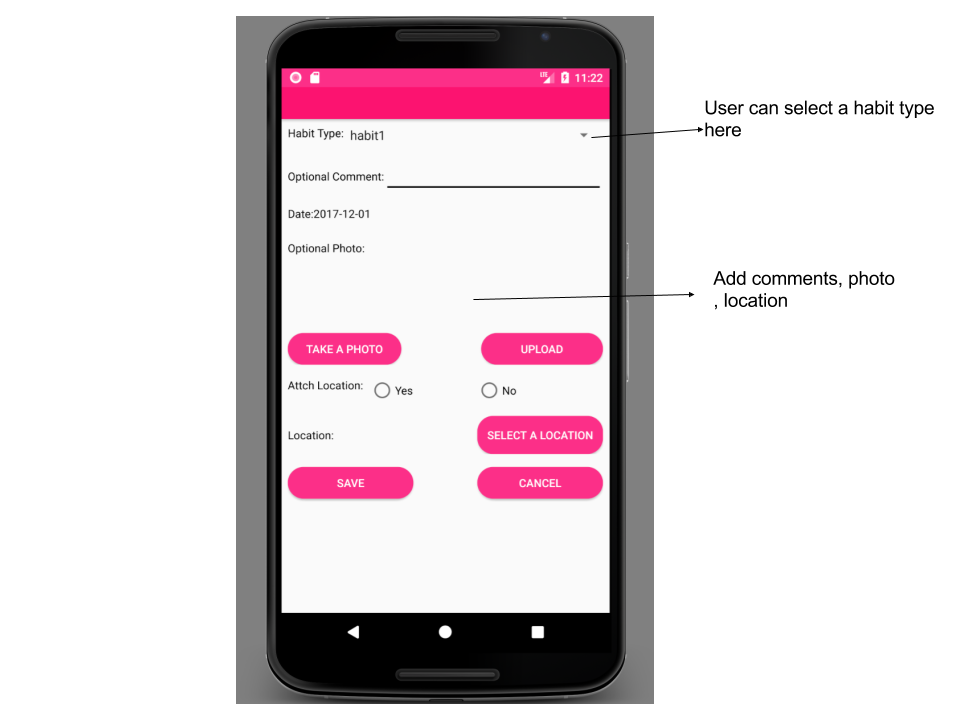 LTE 11:22
Habit Type: habit1
User can select a habit type
here
Optional Comment:
Date:2017-12-01
Optional Photo:
Add comments, photo
, location
TAKE A PHOTO UPLOAD
Attch Location: Yes No
Location: SELECT A LOCATION
SAVE CANCEL